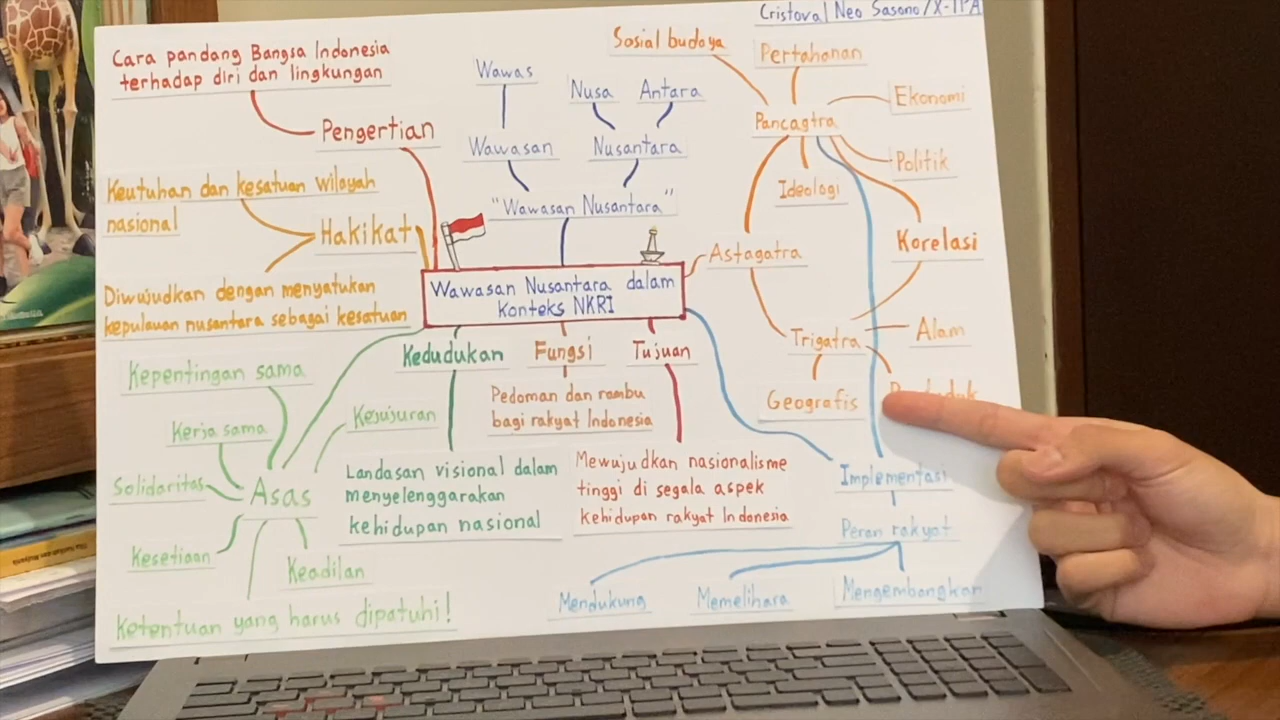 Cristoval Neo Sasono/X-IPA
Cara pandang Bangsa Indonesia
terhadap diri dan lingkungan
Pengertian
Keutuhan dan kesatuan wilayah
nasional
Hakikat
Diwujudkan dengan menyatukan
kepulauan nusantara sebagai kesatuan
Wawas
Nusa
Antara
Wawasan
Nusantara
"Wawasan Nusantara"
Wawasan Nusantara dalam
Konteks NKRI
Sosial budaya
Pertahanan
Ekonomi
Pancagtra
Politik
Ideologi
Korelasi
Astagatra
Trigatra
Alam
Geografis
Kedudukan
Fungsi
Tujuan
Pedoman dan rambu
bagi rakyat Indonesia
Landasan visional dalam
menyelenggarakan
kehidupan nasional
Mewujudkan nasionalisme
tinggi di segala aspek
kehidupan rakyat Indonesia
Kepentingan sama
Kejujuran
Kerja sama
Solidaritas
Asas
Kesetiaan
Keadilan
Ketentuan yang harus dipatuhi!
Implementasi
Peran rakyat
Mendukung
Memelihara
Mengembangkan